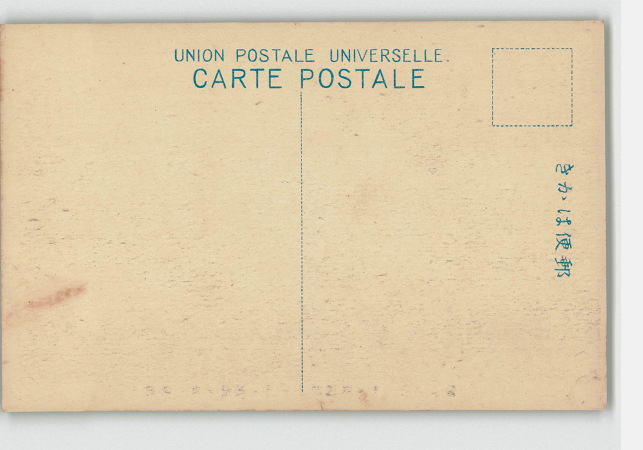 UNION POSTALE UNIVERSELLE.
CARTE POSTALE
きかは便郵